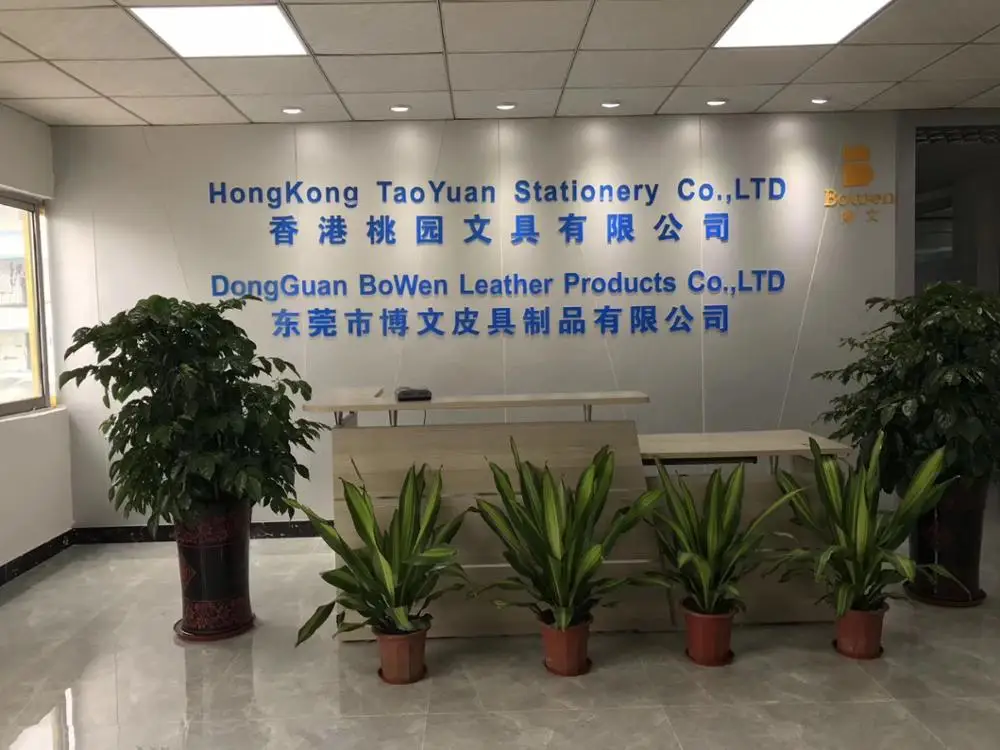 HongKong TaoYuan Stationery Co.,LTD
香港桃园文具有限公司
DongGuan BoWen Leather Products Co.,LTD
东莞市博文皮具制品有限公司
BoWen
博文